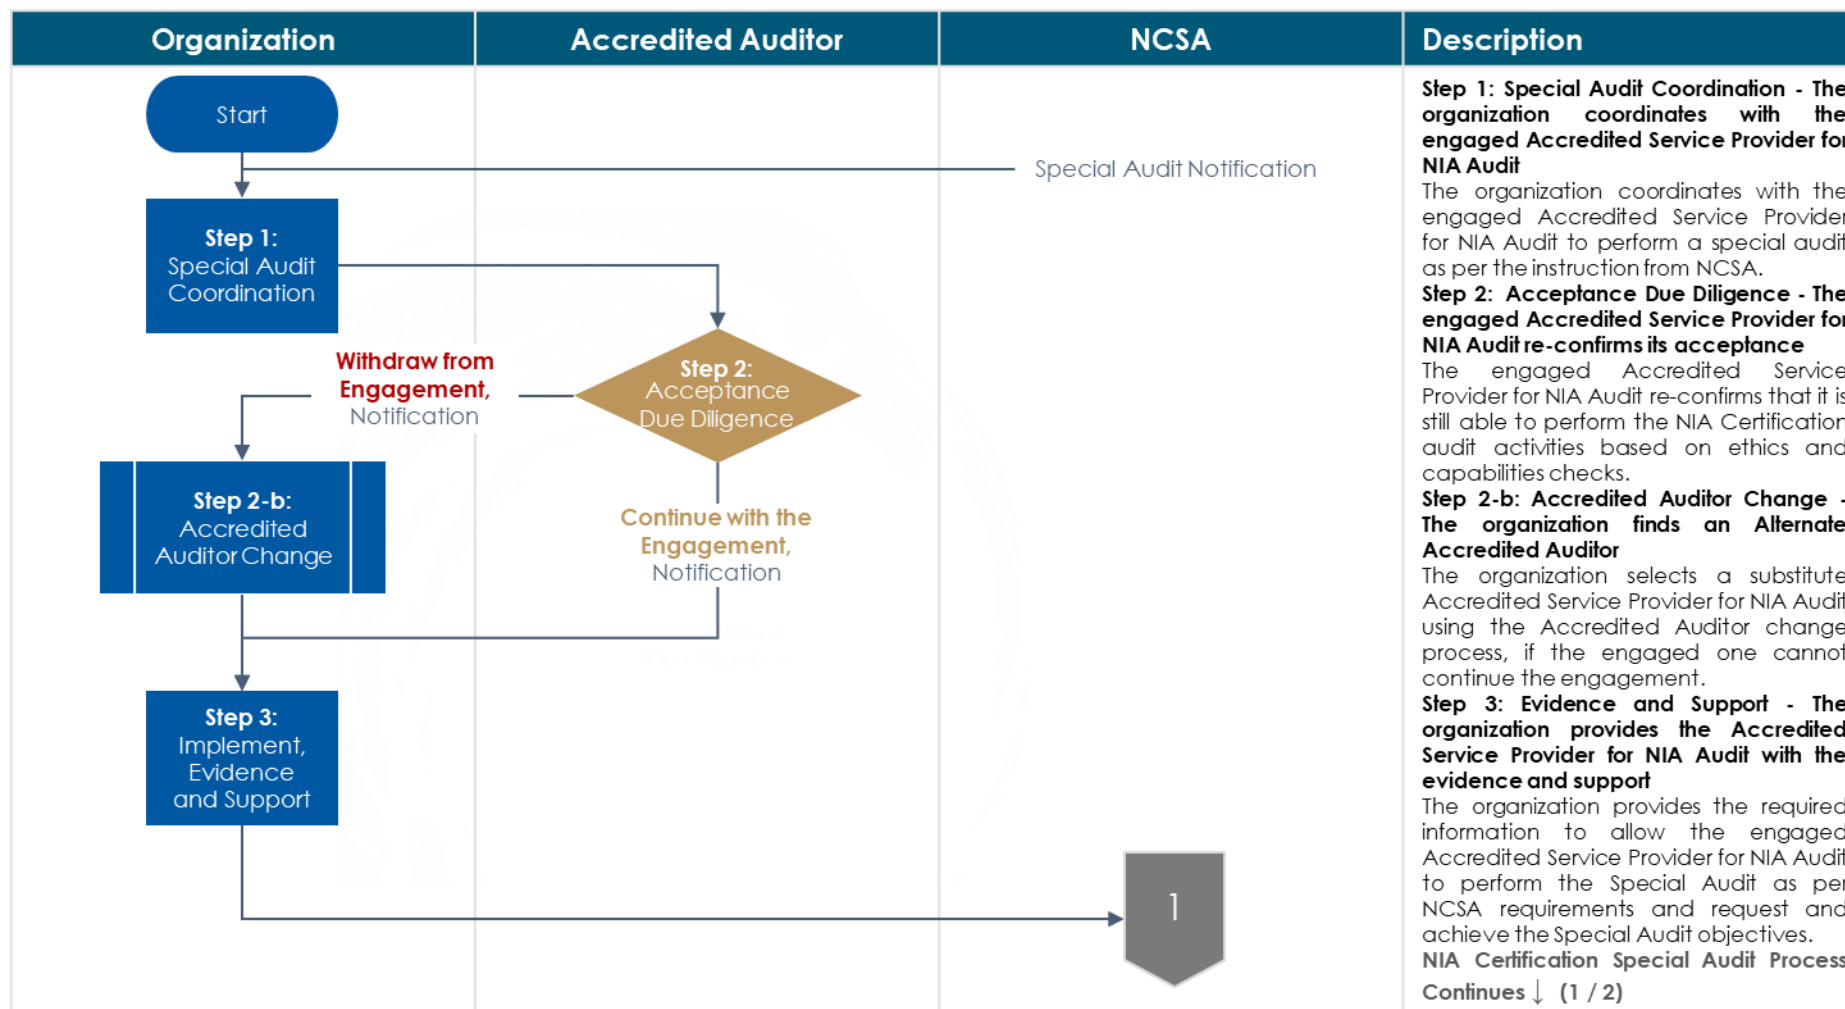 Organization
Accredited Auditor
NCSA
Description
Start
Special Audit Notification
Step 1:
Special Audit
Coordination
Withdraw from
Engagement,
Notification
Step 2:
Acceptance
Due Diligence
Step 2-b:
Accredited
Auditor Change
Continue with the
Engagement,
Notification
Step 3:
Implement,
Evidence
and Support
1
Step 1: Special Audit Coordination - The
organization coordinates with the
engaged Accredited Service Provider for
NIA Audit
The organization coordinates with the
engaged Accredited Service Provider
for NIA Audit to perform a special audit
as per the instruction from NCSA.
Step 2: Acceptance Due Diligence - The
engaged Accredited Service Provider for
NIA Audit re-confirms its acceptance
The engaged Accredited Service
Provider for NIA Audit re-confirms that it is
still able to perform the NIA Certification
audit activities based on ethics and
capabilities checks.
Step 2-b: Accredited Auditor Change -
The organization finds an Alternate
Accredited Auditor
The organization selects a substitute
Accredited Service Provider for NIA Audit
using the Accredited Auditor change
process, if the engaged one cannot
continue the engagement.
Step 3: Evidence and Support - The
organization provides the Accredited
Service Provider for NIA Audit with the
evidence and support
The organization provides the required
information to allow the engaged
Accredited Service Provider for NIA Audit
to perform the Special Audit as per
NCSA requirements and request and
achieve the Special Audit objectives.
NIA Certification Special Audit Process
Continues ↓ (1 / 2)